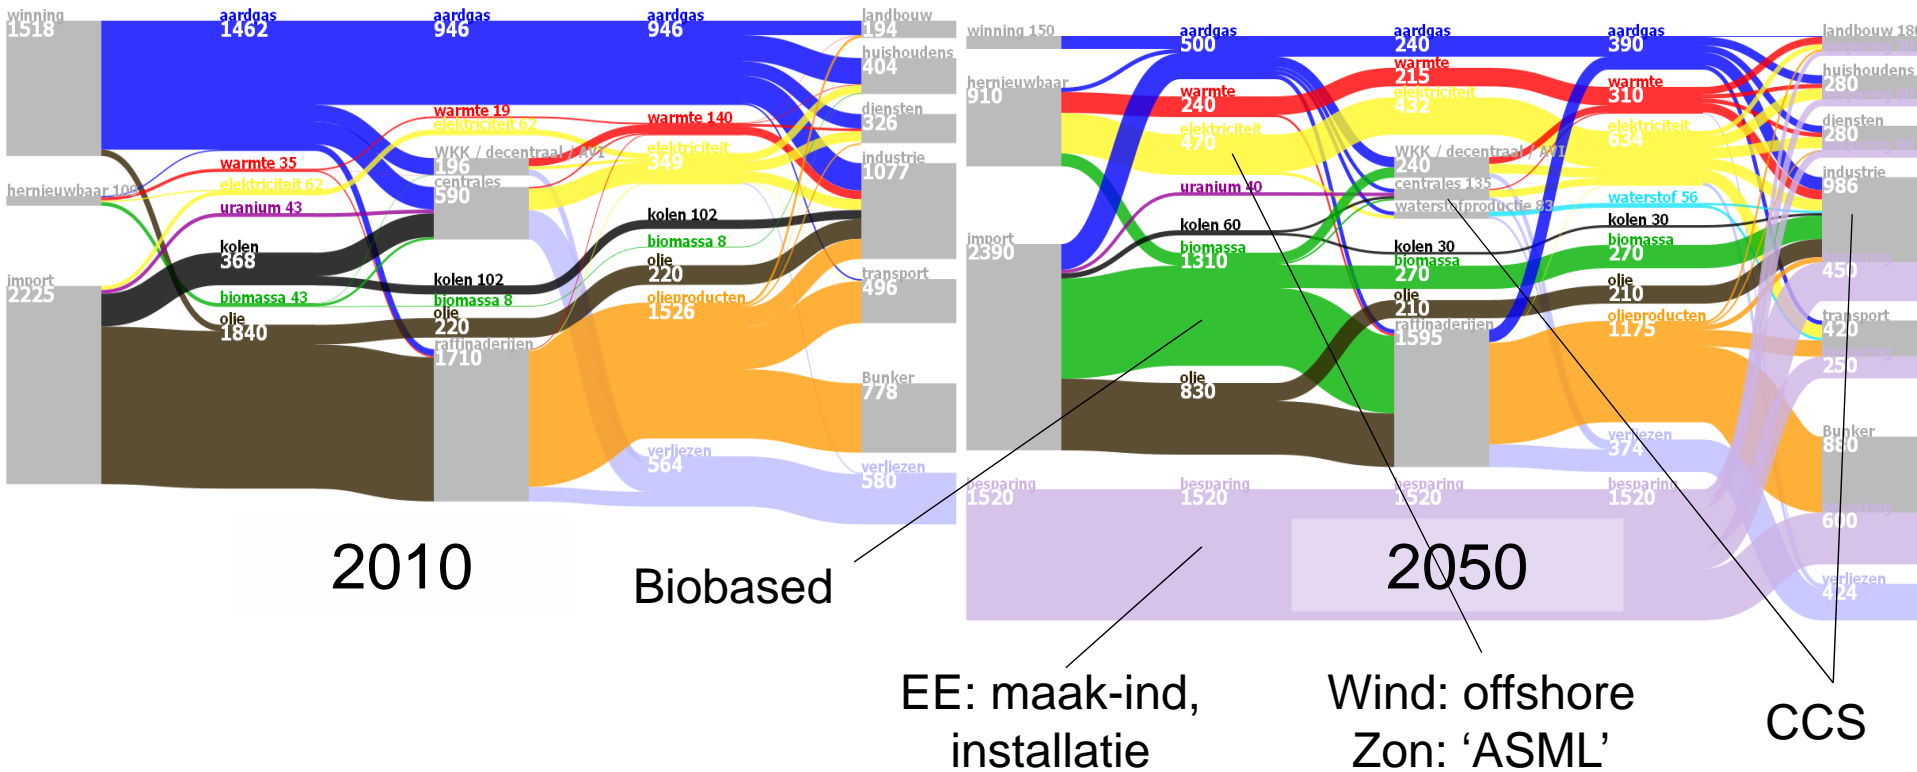 winning
1518
hernieuwbaar 109
import
2225
aardgas
1462
warmte 35
elektriciteit 62
uranium 43
kolen
368
biomassa 43
olie
1840
aardgas
946
warmte 19
elektriciteit 62
WKK / decentraal / AVI
196
centrales
590
kolen 102
biomassa 8
olie
220
raffinaderijen
1710
aardgas
946
warmte 140
elektriciteit
349
kolen 102
biomassa 8
olie
220
olieproducten
1526
verliezen
564
landbouw
194
huishoudens
404
diensten
326
industrie
1077
transport
496
Bunker
778
verliezen
580
2010
winning 150
hernieuwbaar
910
import
2390
besparing
1520
aardgas
500
warmte
240
elektriciteit
470
uranium 40
kolen 60
biomassa
1310
olie
830
besparing
1520
aardgas
240
warmte
215
elektriciteit
432
WKK / decentraal / AVI
240
centrales 135
waterstofproductie 83
kolen 30
biomassa
270
olie
210
raffinaderijen
1595
besparing
1520
aardgas
390
warmte
310
elektriciteit
634
waterstof 56
kolen 30
biomassa
270
olie
210
olieproducten
1175
verliezen
374
besparing
1520
landbouw
huishoudens
280
diensten
280
industrie
986
450
transport
420
250
Bunker
880
600
verliezen
424
2050
Biobased
EE: maak-ind,
installatie
Wind: offshore
Zon: ‘ASML’
CCS